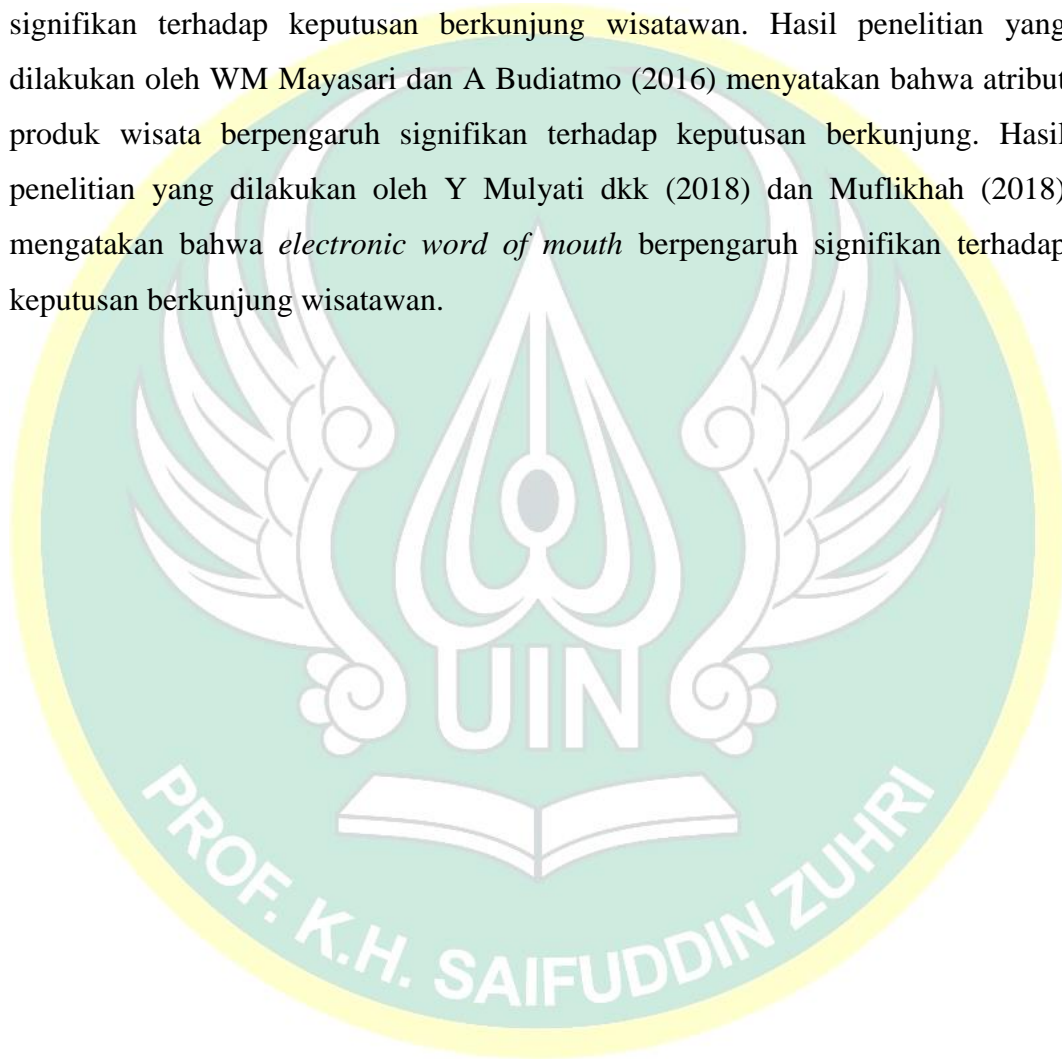 signifikan terhadap keputusan berkunjung wisatawan. Hasil penelitian yang
dilakukan oleh WM Mayasari dan A Budiatmo (2016) menyatakan bahwa atribut
produk wisata berpengaruh signifikan terhadap keputusan berkunjung. Hasil
penelitian yang dilakukan oleh Y Mulyati dkk (2018) dan Muflikhah (2018)
mengatakan bahwa electronic word of mouth berpengaruh signifikan terhadap
keputusan berkunjung wisatawan.
UIN
PROF. K.H. SAIFUDDIN ZUHRI